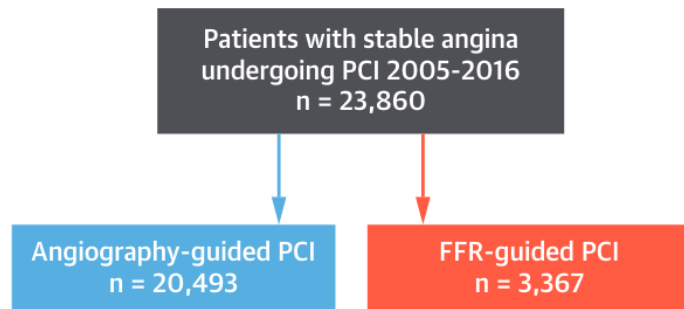 Patients with stable angina
undergoing PCI 2005-2016
n = 23,860
Angiography-guided PCI
n = 20,493
FFR-guided PCI
n = 3,367